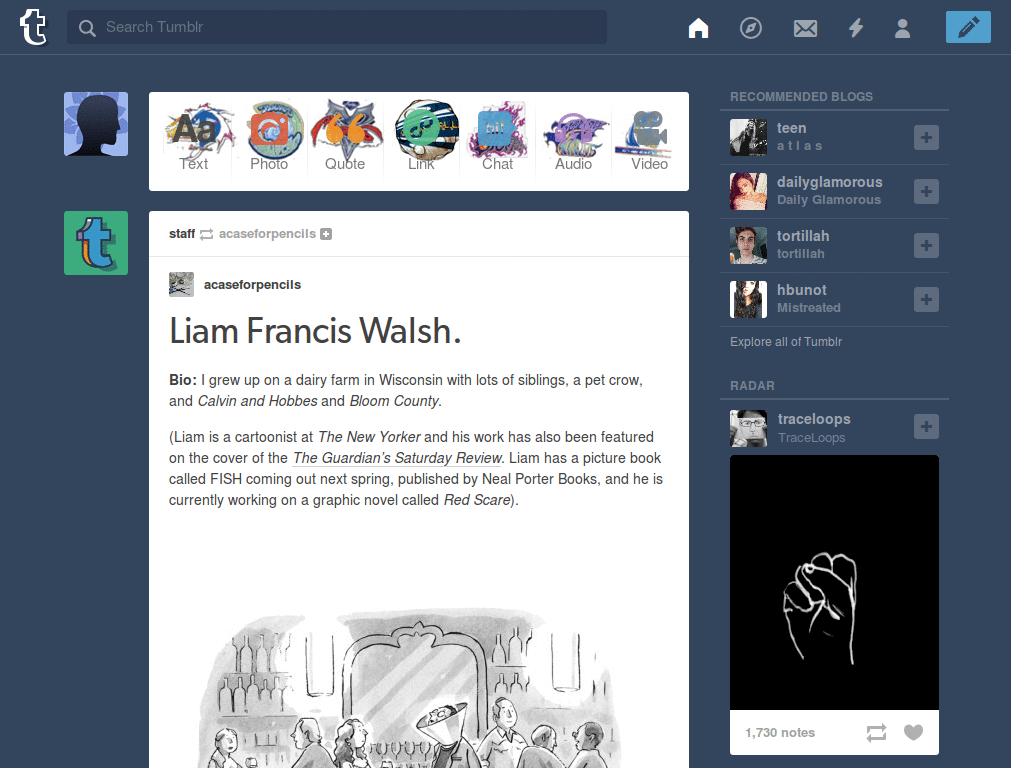 Search Tumblr
Aa
Text
Photo
Quote
Link
Chat
Audio
Video
staff acaseforpencils
acaseforpencils
Liam Francis Walsh.
Bio: I grew up on a dairy farm in Wisconsin with lots of siblings, a pet crow,
and Calvin and Hobbes and Bloom County.
(Liam is a cartoonist at The New Yorker and his work has also been featured
on the cover of the The Guardian's Saturday Review. Liam has a picture book
called FISH coming out next spring, published by Neal Porter Books, and he is
currently working on a graphic novel called Red Scare).
RECOMMENDED BLOGS
teen
a t l a s
dailyglamorous
Daily Glamorous
tortillah
tortillah
hbunot
Mistreated
Explore all of Tumblr
RADAR
traceloops
TraceLoops
1,730 notes